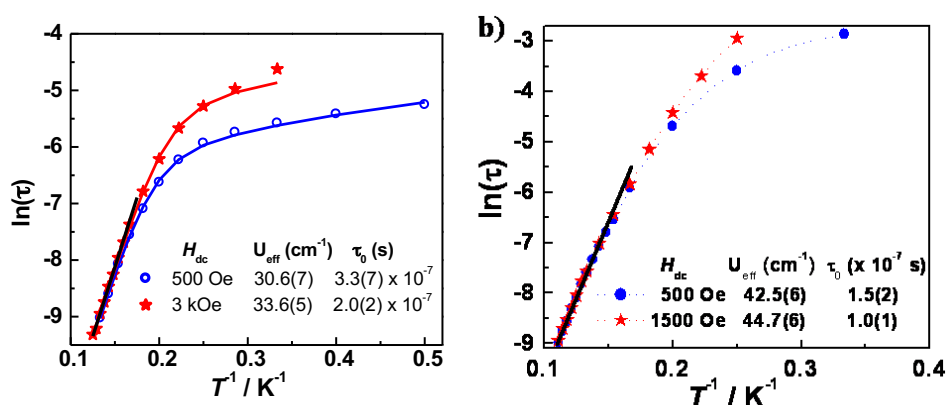 -4
-5
-6
-7
-8
-9
ln(τ)
H_dc U_eff (cm⁻¹) τ₀ (s)
500 Oe 30.6(7) 3.3(7) x 10⁻⁷
3 kOe 33.6(5) 2.0(2) x 10⁻⁷
0.1 0.2 0.3 0.4 0.5
T⁻¹ / K⁻¹
b)
-3
-4
-5
-6
-7
-8
-9
ln(τ)
H_dc U_eff (cm⁻¹) τ₀ (x 10⁻⁷ s)
500 Oe 42.5(6) 1.5(2)
1500 Oe 44.7(6) 1.0(1)
0.1 0.2 0.3 0.4
T⁻¹ / K⁻¹